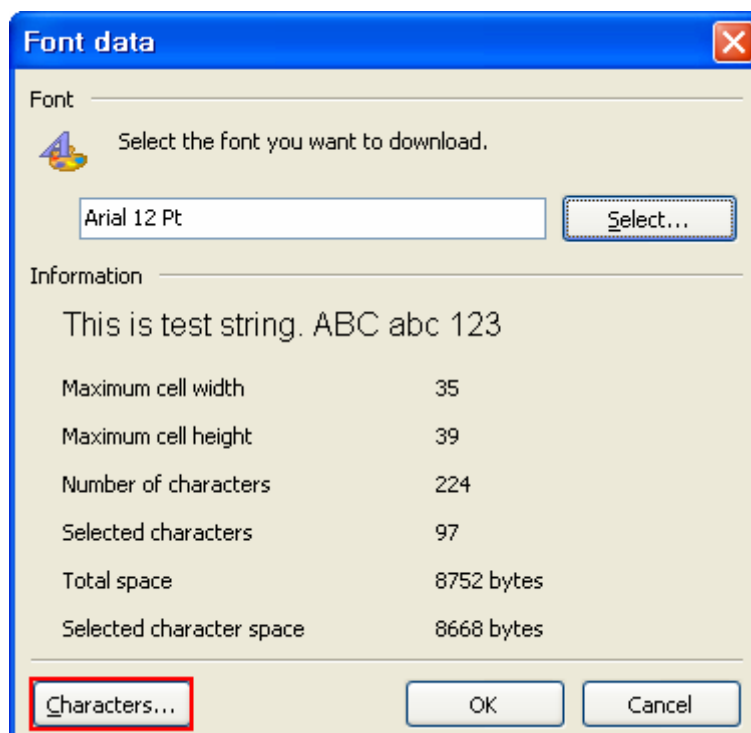 Font data
Font
Select the font you want to download.
Arial 12 Pt
Select...
Information
This is test string. ABC abc 123
Maximum cell width 35
Maximum cell height 39
Number of characters 224
Selected characters 97
Total space 8752 bytes
Selected character space 8668 bytes
Characters... OK Cancel